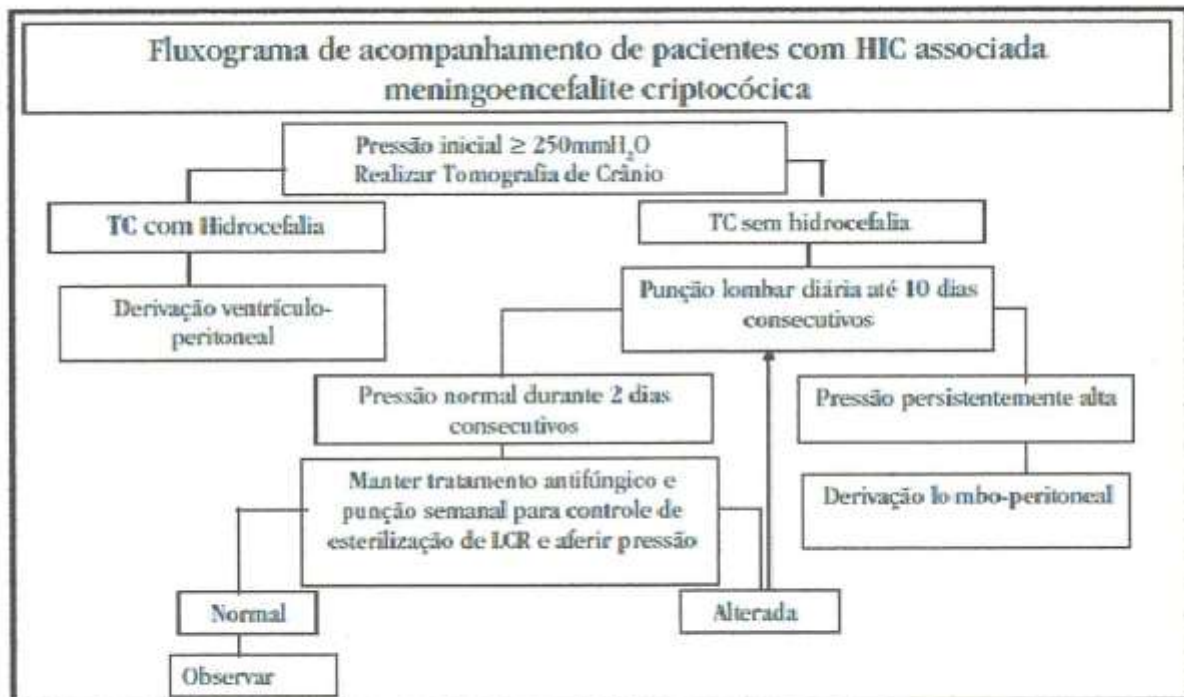 Fluxograma de acompanhamento de pacientes com HIC associada
meningoencefalite criptocócica
Pressão inicial ≥ 250mmH₂O
Realizar Tomografia de Crânio
TC com Hidrocefalia
TC sem hidrocefalia
Derivação ventrículo-
peritoneal
Punção lombar diária até 10 dias
consecutivos
Pressão normal durante 2 dias
consecutivos
Pressão persistentemente alta
Manter tratamento antifúngico e
punção semanal para controle de
esterilização de LCR e aferir pressão
Derivação lo mbo-peritoneal
Normal
Alterada
Observar